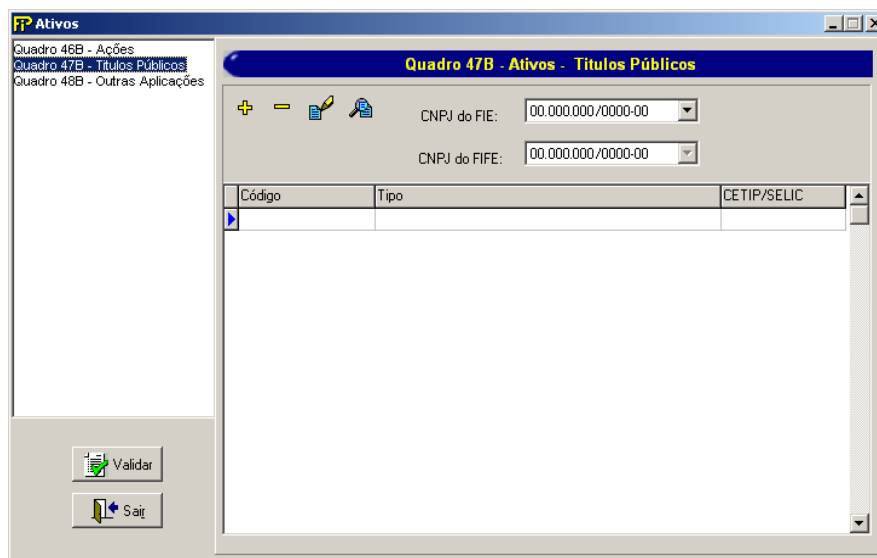 FIP Ativos
Quadro 46B - Ações
Quadro 47B - Titulos Públicos
Quadro 48B - Outras Aplicações
Quadro 47B - Ativos - Titulos Públicos
CNPJ do FIE: 00.000.000/0000-00
CNPJ do FIFE: 00.000.000/0000-00
Código Tipo CETIP/SELIC
Validar
Sair